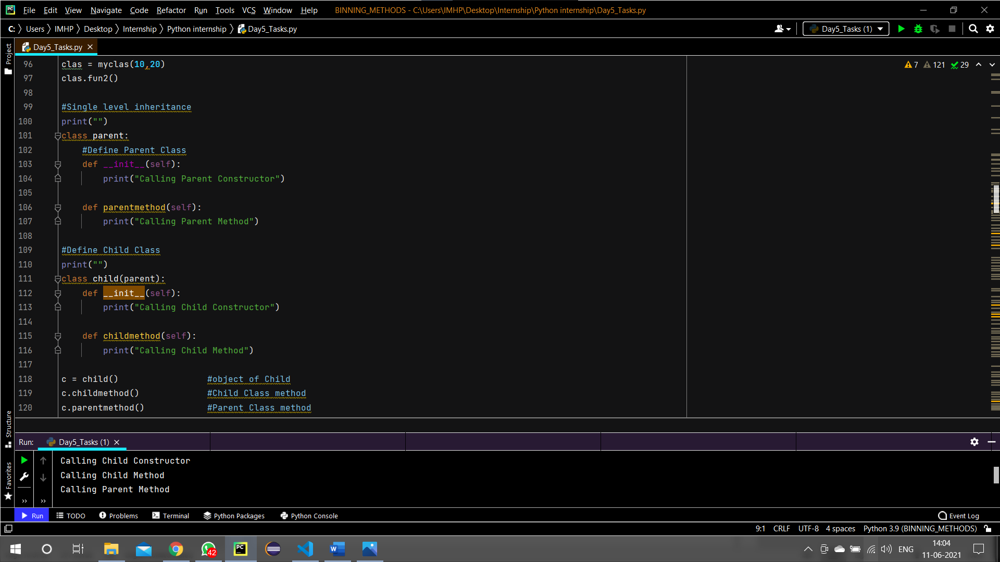 File Edit View Navigate Code Refactor Run Tools VCS Window Help BINNING_METHODS - C:\Users\IMHP\Desktop\Internship\Python internship\Day5_Tasks.py
C: Users IMHP Desktop Internship Python internship Day5_Tasks.py Day5_Tasks (1)
Project
Day5_Tasks.py
7 121 29
96 clas = myclas(10,20)
97 clas.fun2()
98
99 #Single level inheritance
100 print("")
101 class parent:
102 #Define Parent Class
103 def __init__(self):
104 print("Calling Parent Constructor")
105
106 def parentmethod(self):
107 print("Calling Parent Method")
108
109 #Define Child Class
110 print("")
111 class child(parent):
112 def __init__(self):
113 print("Calling Child Constructor")
114
115 def childmethod(self):
116 print("Calling Child Method")
117
118 c = child() #object of Child
119 c.childmethod() #Child Class method
120 c.parentmethod() #Parent Class method
Structure
Favorites
Run: Day5_Tasks (1)
Calling Child Constructor
Calling Child Method
Calling Parent Method
Run TODO Problems Terminal Python Packages Python Console Event Log
9:1 CRLF UTF-8 4 spaces Python 3.9 (BINNING_METHODS)
PC
42
PC
W
ENG
14:04
11-06-2021